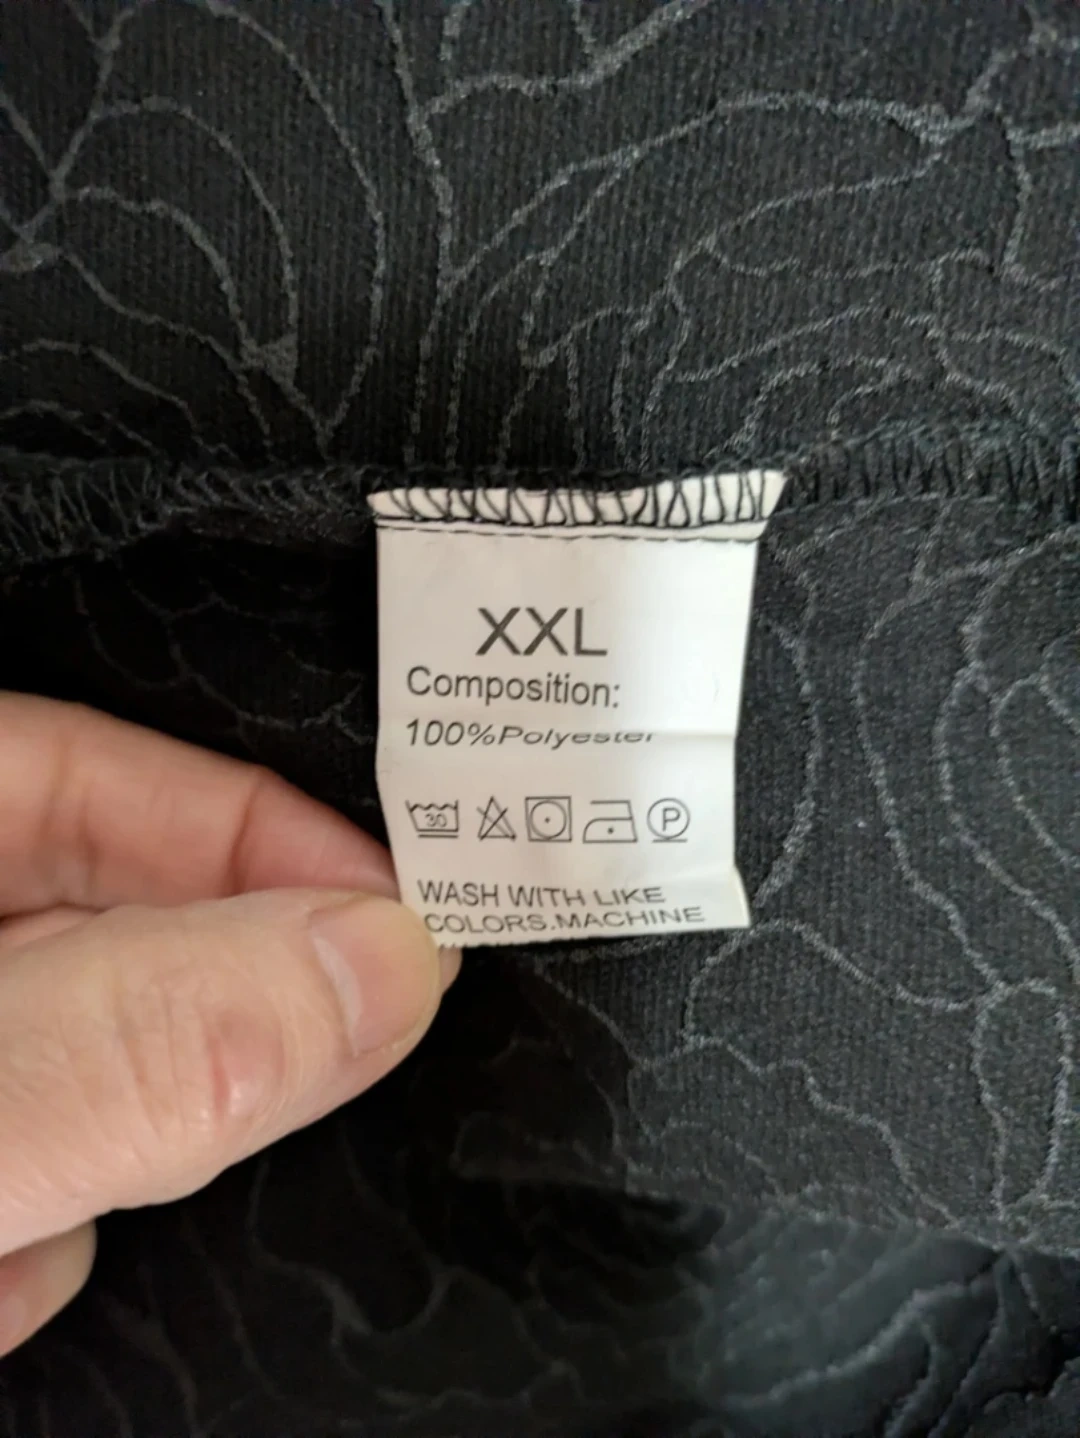 XXL
Composition:
100%Polyester
30 P
WASH WITH LIKE
COLORS.MACHINE